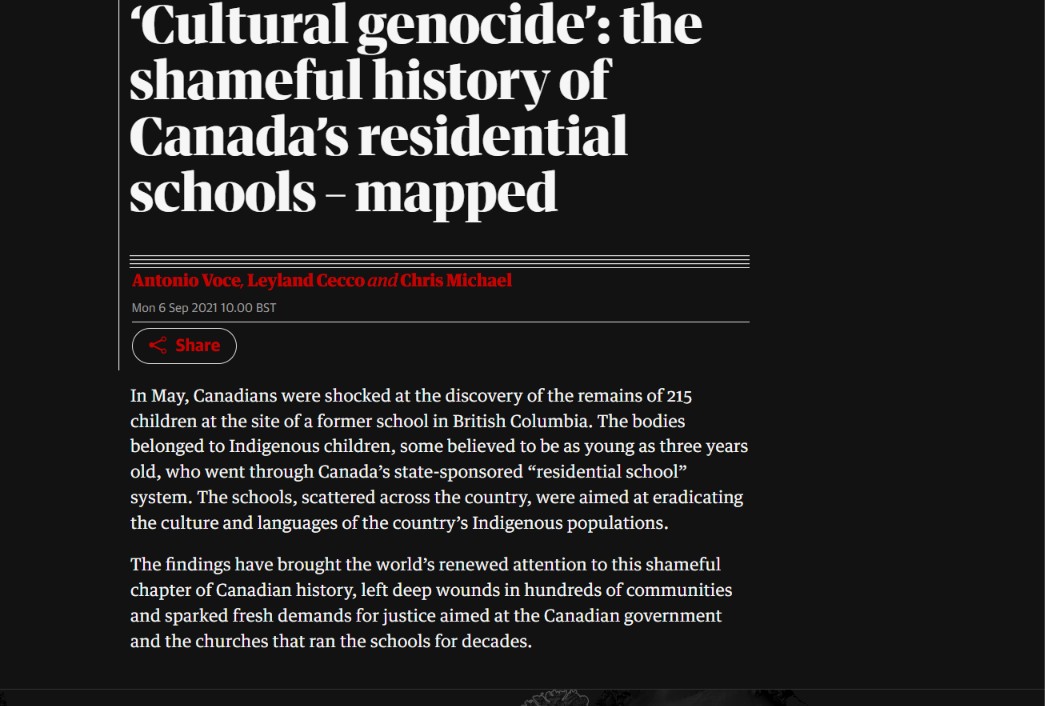 ‘Cultural genocide’: the
shameful history of
Canada’s residential
schools – mapped
Antonio Voce, Leyland Cecco and Chris Michael
Mon 6 Sep 2021 10.00 BST
Share
In May, Canadians were shocked at the discovery of the remains of 215
children at the site of a former school in British Columbia. The bodies
belonged to Indigenous children, some believed to be as young as three years
old, who went through Canada’s state-sponsored “residential school”
system. The schools, scattered across the country, were aimed at eradicating
the culture and languages of the country’s Indigenous populations.
The findings have brought the world’s renewed attention to this shameful
chapter of Canadian history, left deep wounds in hundreds of communities
and sparked fresh demands for justice aimed at the Canadian government
and the churches that ran the schools for decades.